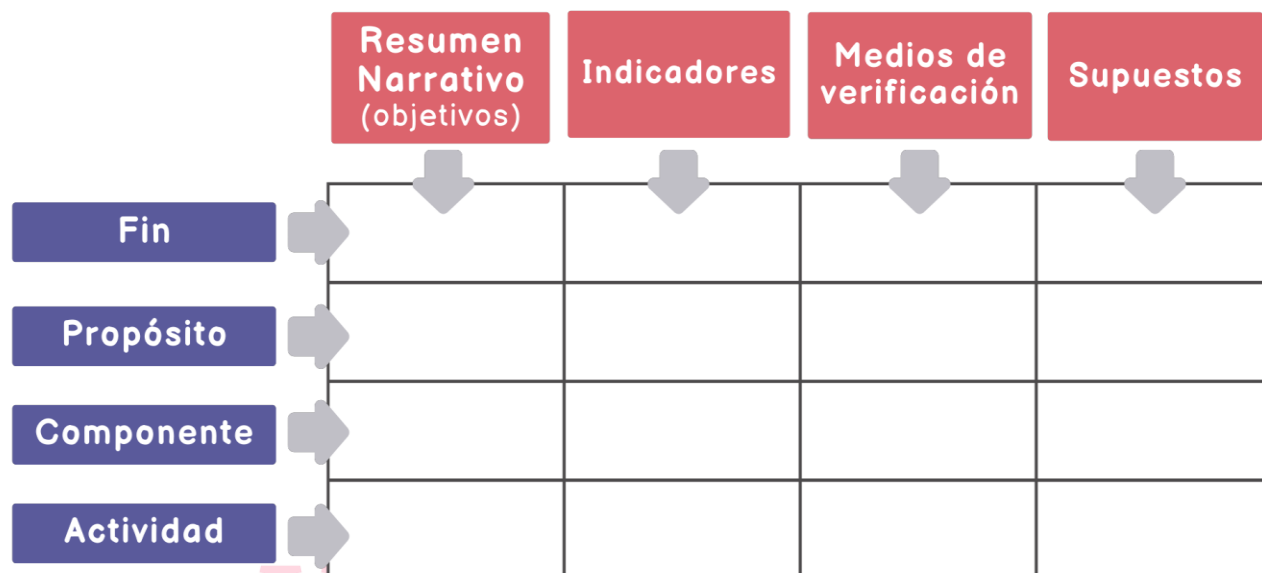 Resumen
Narrativo
(objetivos)
Indicadores
Medios de
verificación
Supuestos
Fin
Propósito
Componente
Actividad